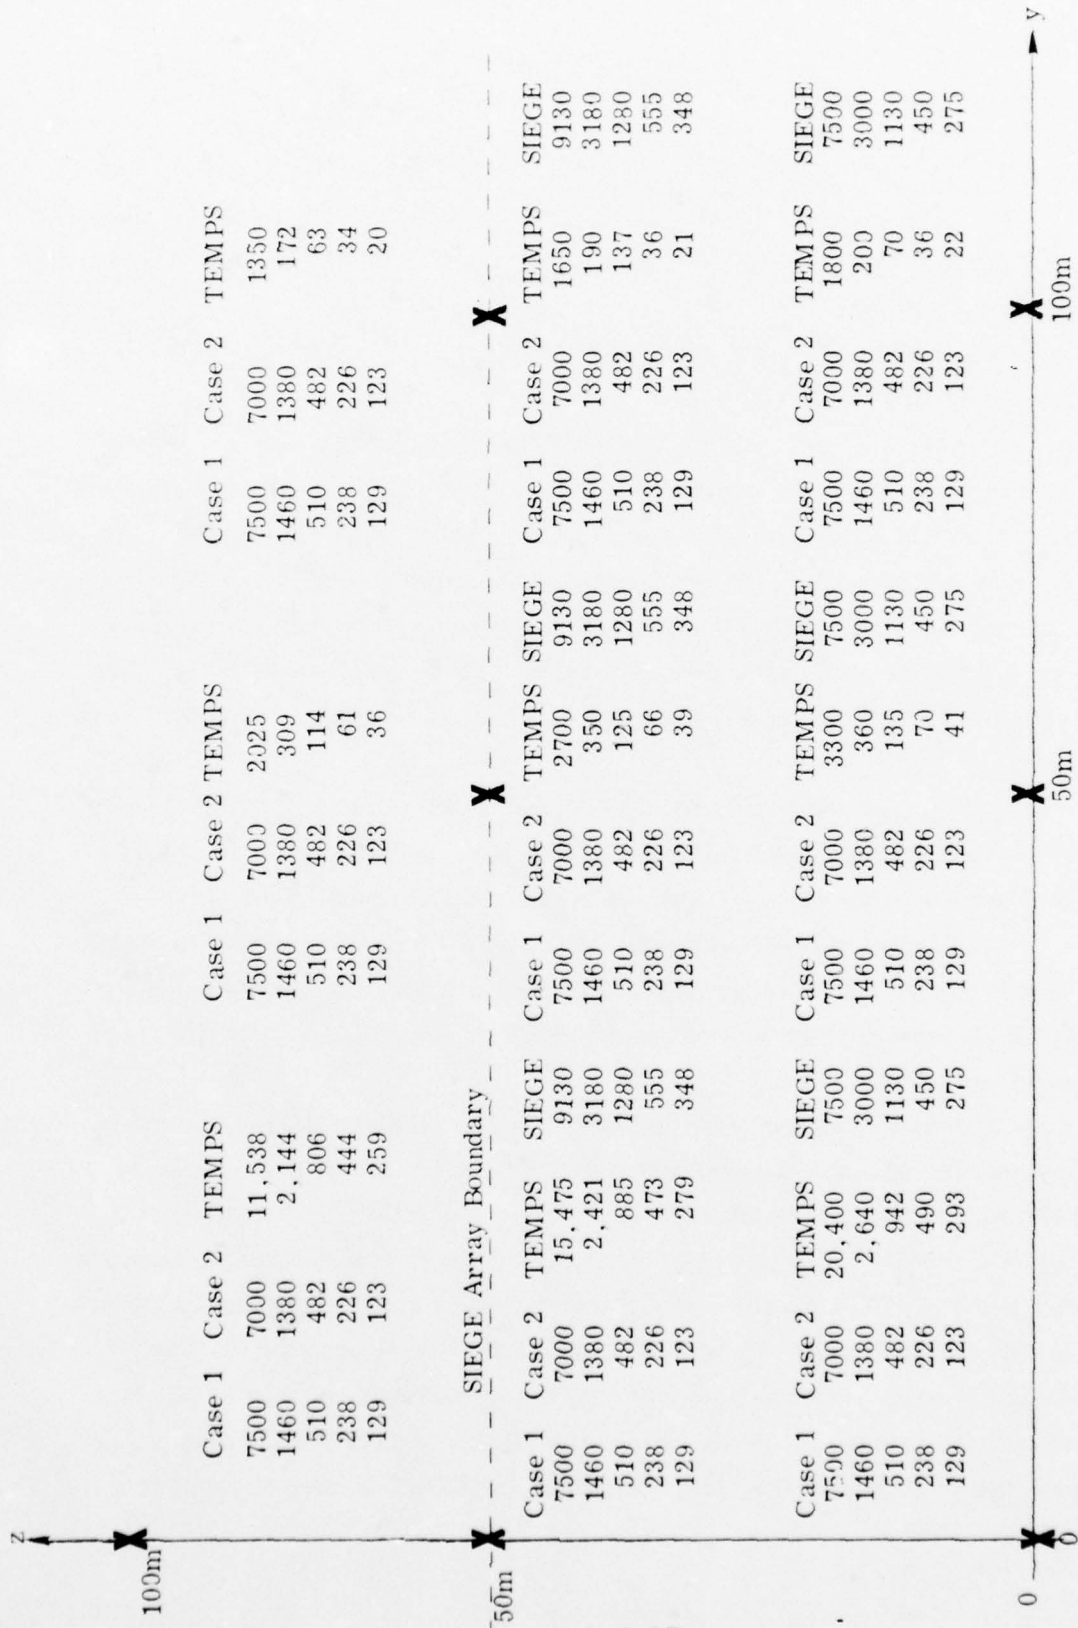 z
100m
Case 1 Case 2 TEMPS Case 1 Case 2 TEMPS Case 1 Case 2 TEMPS
7500 7000 11,538 7500 7000 2025 7500 7000 1350
1460 1380 2,144 1460 1380 309 1460 1380 172
510 482 806 510 482 114 510 482 63
238 226 444 238 226 61 238 226 34
129 123 259 129 123 36 129 123 20
SIEGE Array Boundary
50m
Case 1 Case 2 TEMPS SIEGE Case 1 Case 2 TEMPS SIEGE Case 1 Case 2 TEMPS SIEGE
7500 7000 15,475 9130 7500 7000 2700 9130 7500 7000 1650 9130
1460 1380 2,421 3180 1460 1380 350 3180 1460 1380 190 3180
510 482 885 1280 510 482 125 1280 510 482 137 1280
238 226 473 555 238 226 66 555 238 226 36 555
129 123 279 348 129 123 39 348 129 123 21 348
Case 1 Case 2 TEMPS SIEGE Case 1 Case 2 TEMPS SIEGE Case 1 Case 2 TEMPS SIEGE
7500 7000 20,400 7500 7500 7000 3300 7500 7500 7000 1800 7500
1460 1380 2,640 3000 1460 1380 360 3000 1460 1380 200 3000
510 482 942 1130 510 482 135 1130 510 482 70 1130
238 226 490 450 238 226 70 450 238 226 36 450
129 123 293 275 129 123 41 275 129 123 22 275
0
y
0 50m 100m